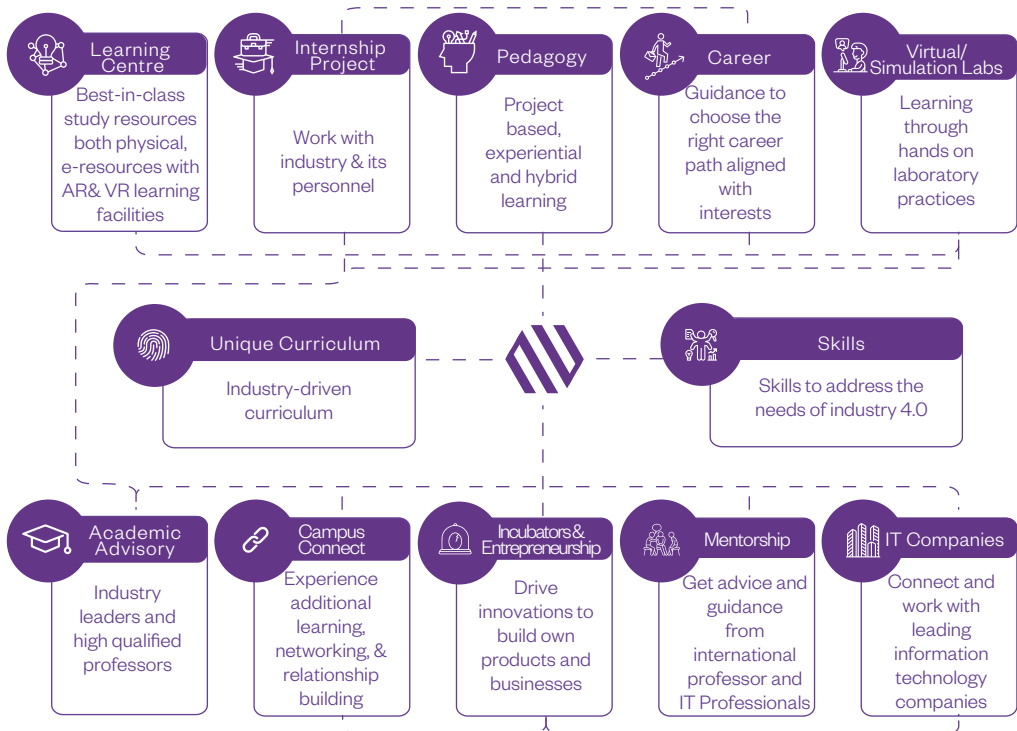 Learning
Centre
Best-in-class
study resources
both physical,
e-resources with
AR& VR learning
facilities
Internship
Project
Work with
industry & its
personnel
Pedagogy
Project
based,
experiential
and hybrid
learning
Career
Guidance to
choose the
right career
path aligned
with
interests
Virtual/
Simulation Labs
Learning
through
hands on
laboratory
practices
Unique Curriculum
Industry-driven
curriculum
Skills
Skills to address the
needs of industry 4.0
Academic
Advisory
Industry
leaders and
high qualified
professors
Campus
Connect
Experience
additional
learning,
networking, &
relationship
building
Incubators &
Entrepreneurship
Drive
innovations to
build own
products and
businesses
Mentorship
Get advice and
guidance
from
international
professor and
IT Professionals
IT Companies
Connect and
work with
leading
information
technology
companies